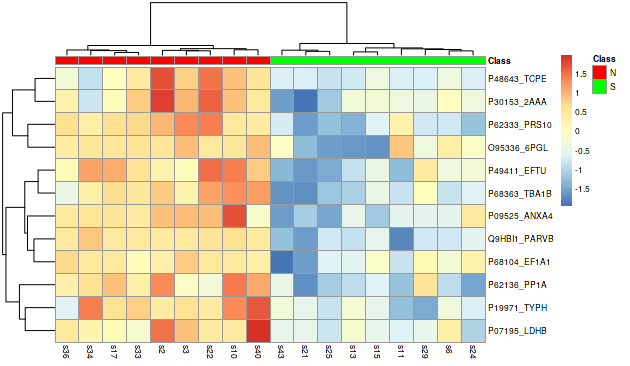 Class
Class
N
S
1.5
1
0.5
0
-0.5
-1
-1.5
P48643_TCPE
P30153_2AAA
P62333_PRS10
O95336_6PGL
P49411_EFTU
P68363_TBA1B
P09525_ANXA4
Q9HBI1_PARVB
P68104_EF1A1
P62136_PP1A
P19971_TYPH
P07195_LDHB
s36 s34 s17 s33 s2 s3 s22 s10 s40 s43 s21 s25 s13 s15 s11 s29 s6 s24